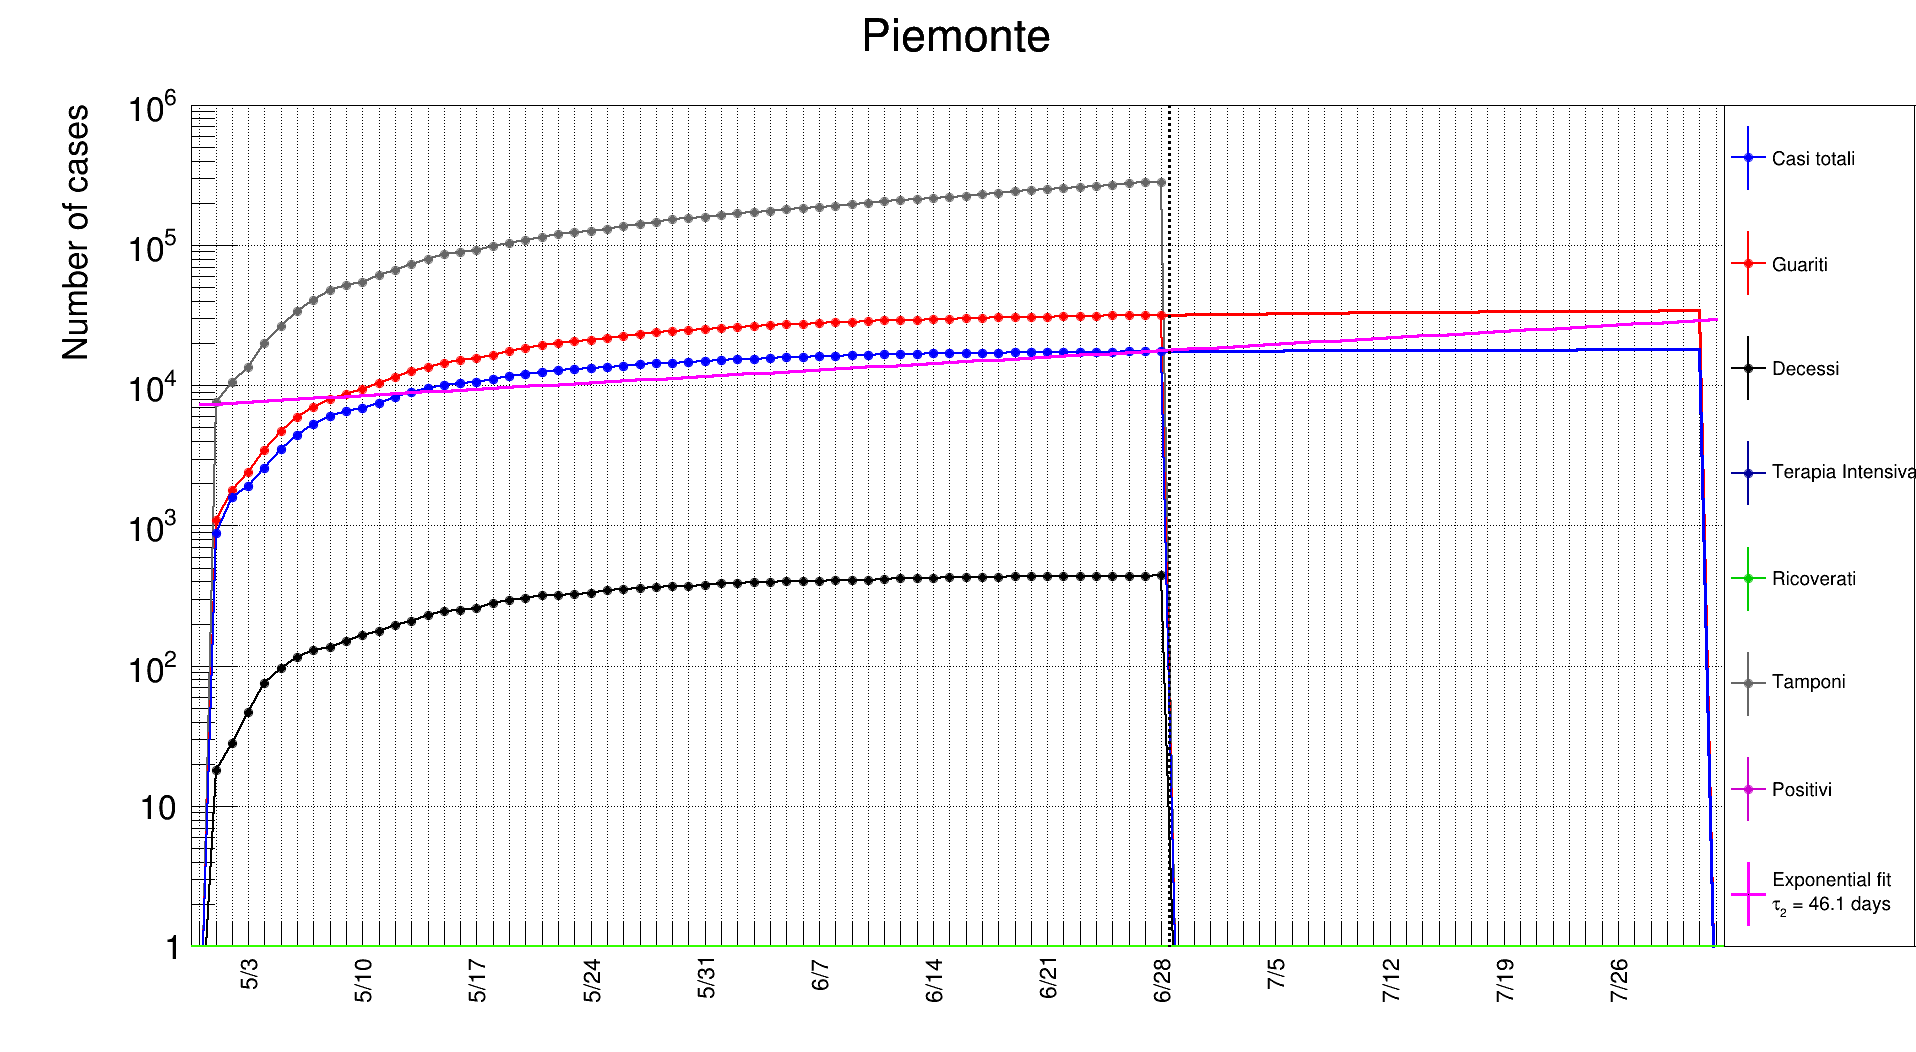 Piemonte
Number of cases
10^6
10^5
10^4
10^3
10^2
10
1
5/3
5/10
5/17
5/24
5/31
6/7
6/14
6/21
6/28
7/5
7/12
7/19
7/26
Casi totali
Guariti
Decessi
Terapia Intensiva
Ricoverati
Tamponi
Positivi
Exponential fit
τ₂ = 46.1 days